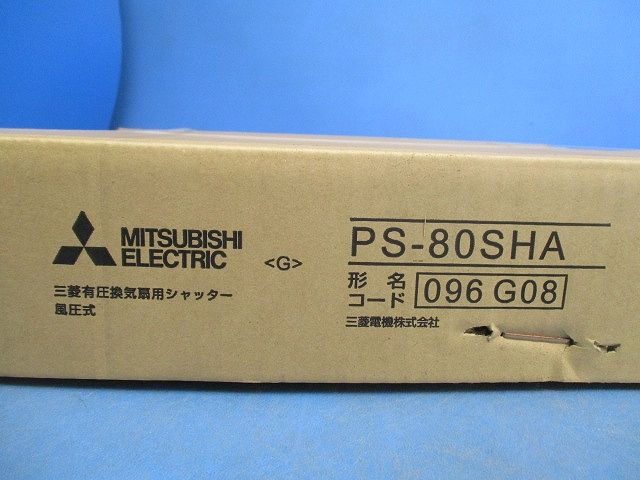 MITSUBISHI
ELECTRIC
<G>
三菱有圧換気扇用シャッター
風圧式
PS-80SHA
形名
コード
096 G08
三菱電機株式会社